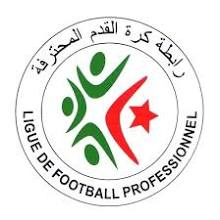 رابطة كرة القدم المحترفة
LIGUE DE FOOTBALL PROFESSIONNEL